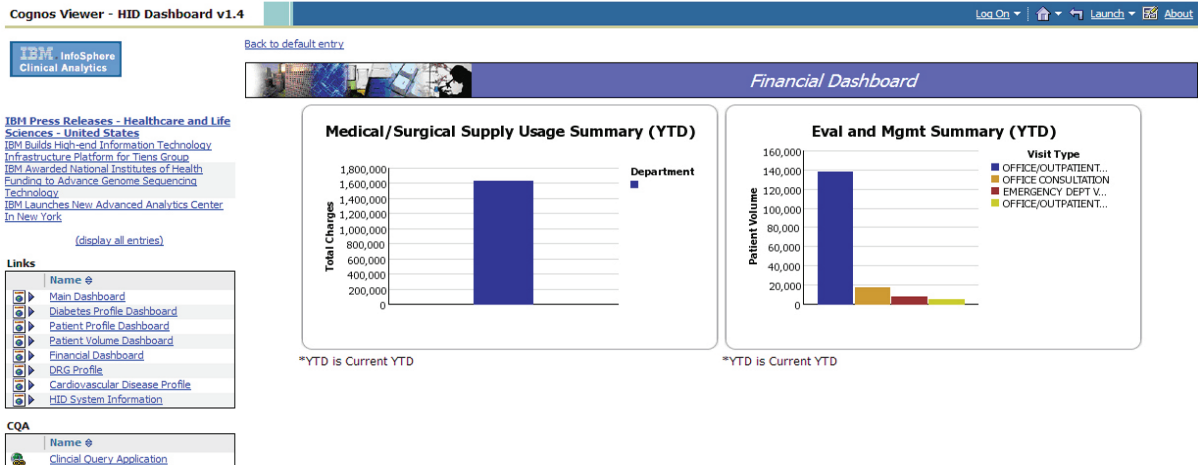 Cognos Viewer - HID Dashboard v1.4
Log On
Launch
About
IBM InfoSphere
Clinical Analytics
Back to default entry
Financial Dashboard
IBM Press Releases - Healthcare and Life
Sciences - United States
IBM Builds High-end Information Technology
Infrastructure Platform for Tiens Group
IBM Awarded National Institutes of Health
Funding to Advance Genome Sequencing
Technology
IBM Launches New Advanced Analytics Center
In New York
(display all entries)
Links
Name
Main Dashboard
Diabetes Profile Dashboard
Patient Profile Dashboard
Patient Volume Dashboard
Financial Dashboard
DRG Profile
Cardiovascular Disease Profile
HID System Information
CQA
Name
Clincial Query Application
Medical/Surgical Supply Usage Summary (YTD)
Total Charges
1,800,000
1,600,000
1,400,000
1,200,000
1,000,000
800,000
600,000
400,000
200,000
0
Department
*YTD is Current YTD
Eval and Mgmt Summary (YTD)
Patient Volume
160,000
140,000
120,000
100,000
80,000
60,000
40,000
20,000
0
Visit Type
OFFICE/OUTPATIENT...
OFFICE CONSULTATION
EMERGENCY DEPT V...
OFFICE/OUTPATIENT...
*YTD is Current YTD